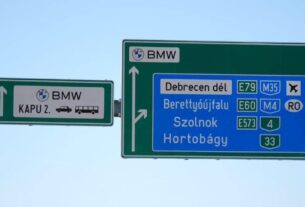 BMW
KAPU 2.
BMW
Debrecen dél E79 M35
Berettyóújfalu E60 M4 RO
Szolnok E573 4
Hortobágy 33